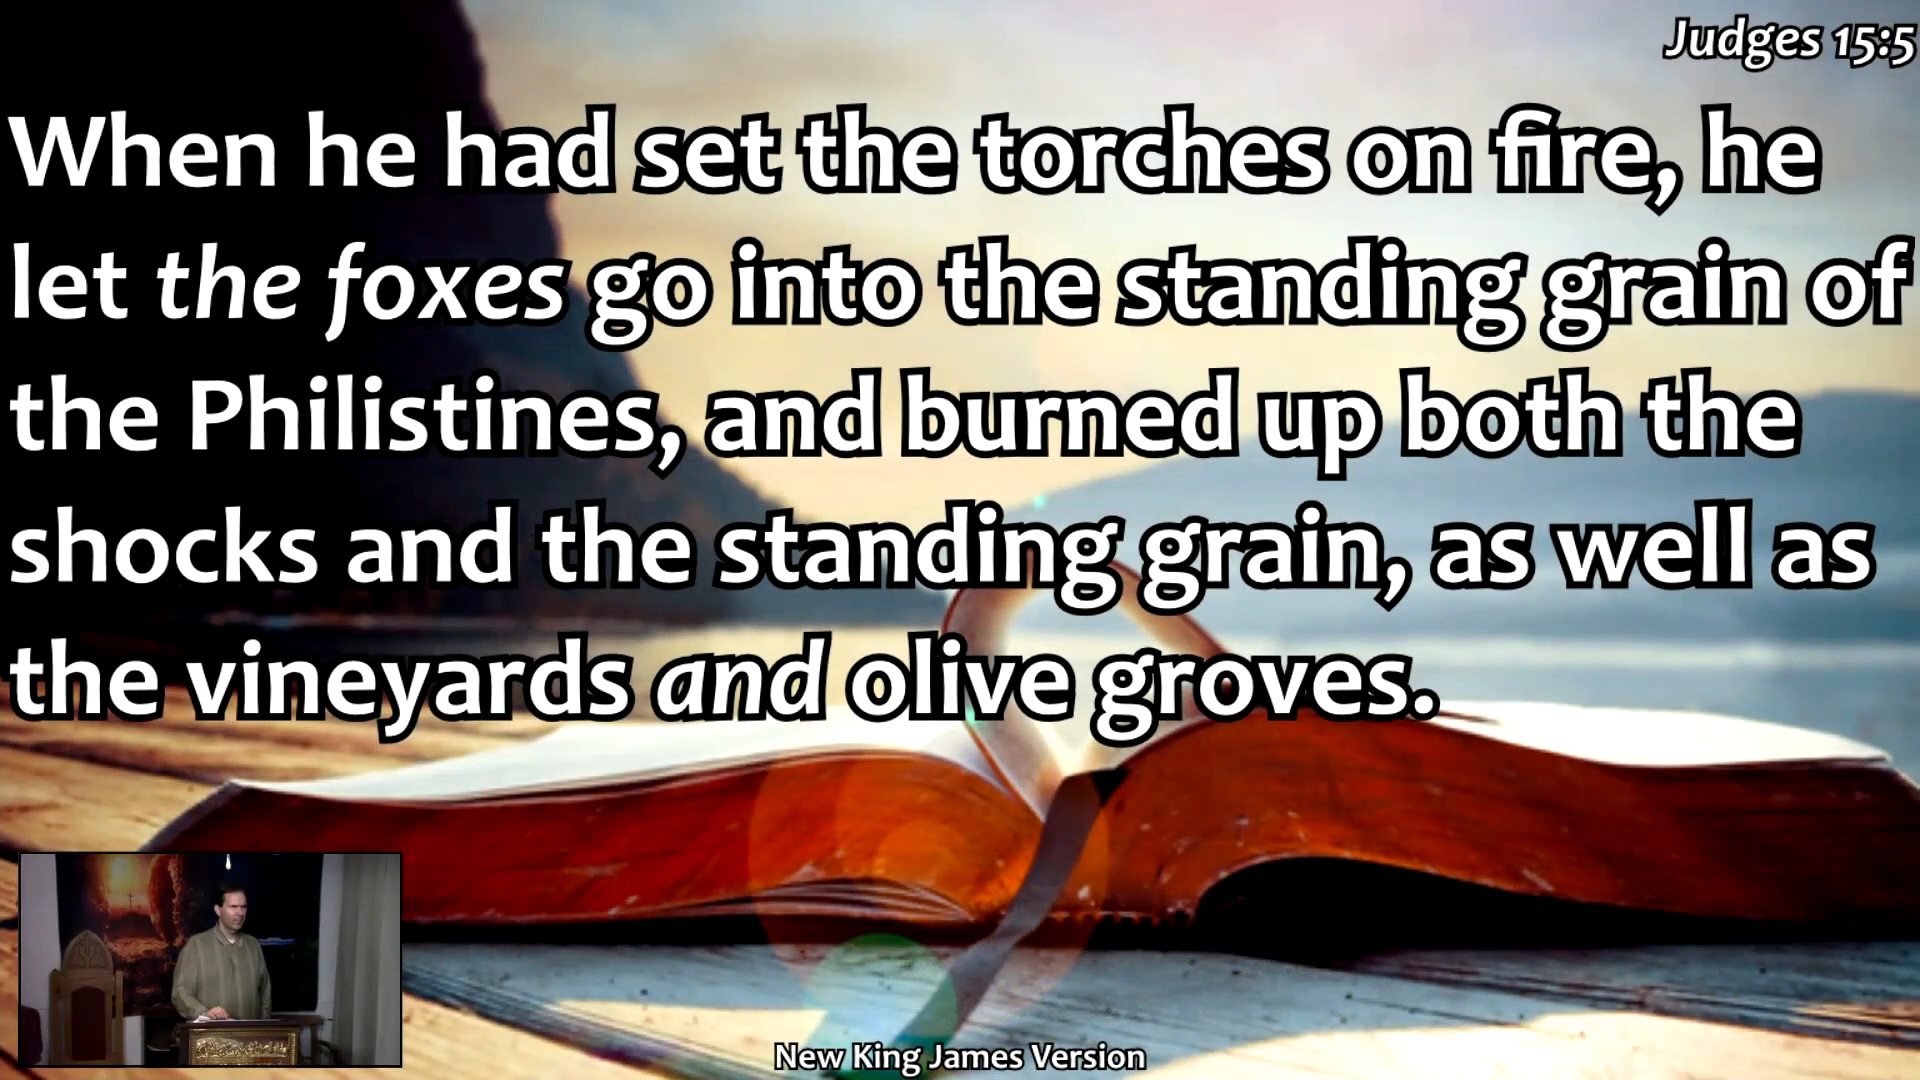 Judges 15:5
When he had set the torches on fire, he
let the foxes go into the standing grain of
the Philistines, and burned up both the
shocks and the standing grain, as well as
the vineyards and olive groves.
New King James Version